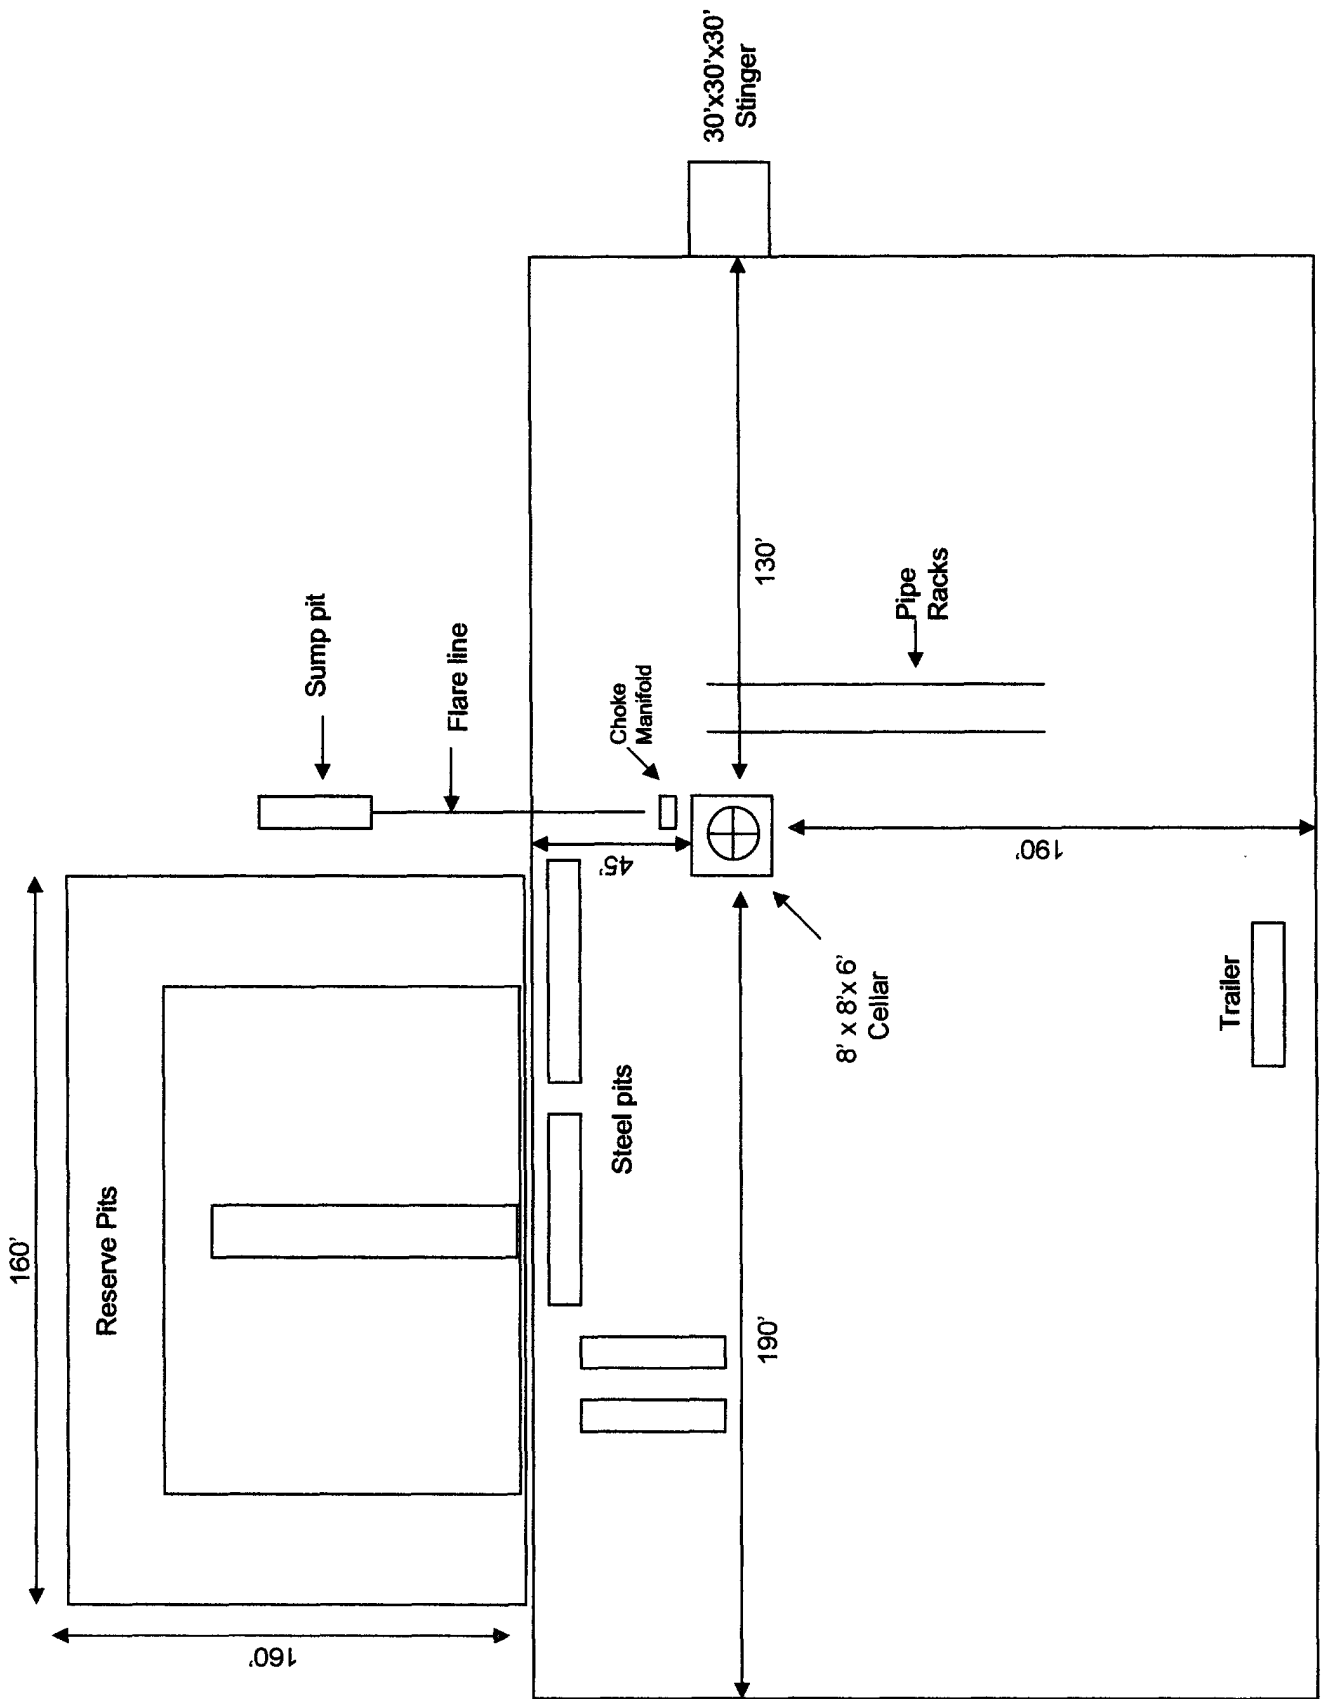 160'
Reserve Pits
160'
Sump pit
Flare line
Choke
Manifold
30'x30'x30'
Stinger
130'
Pipe
Racks
45'
Steel pits
190'
190'
8' x 8'x 6'
Cellar
Trailer